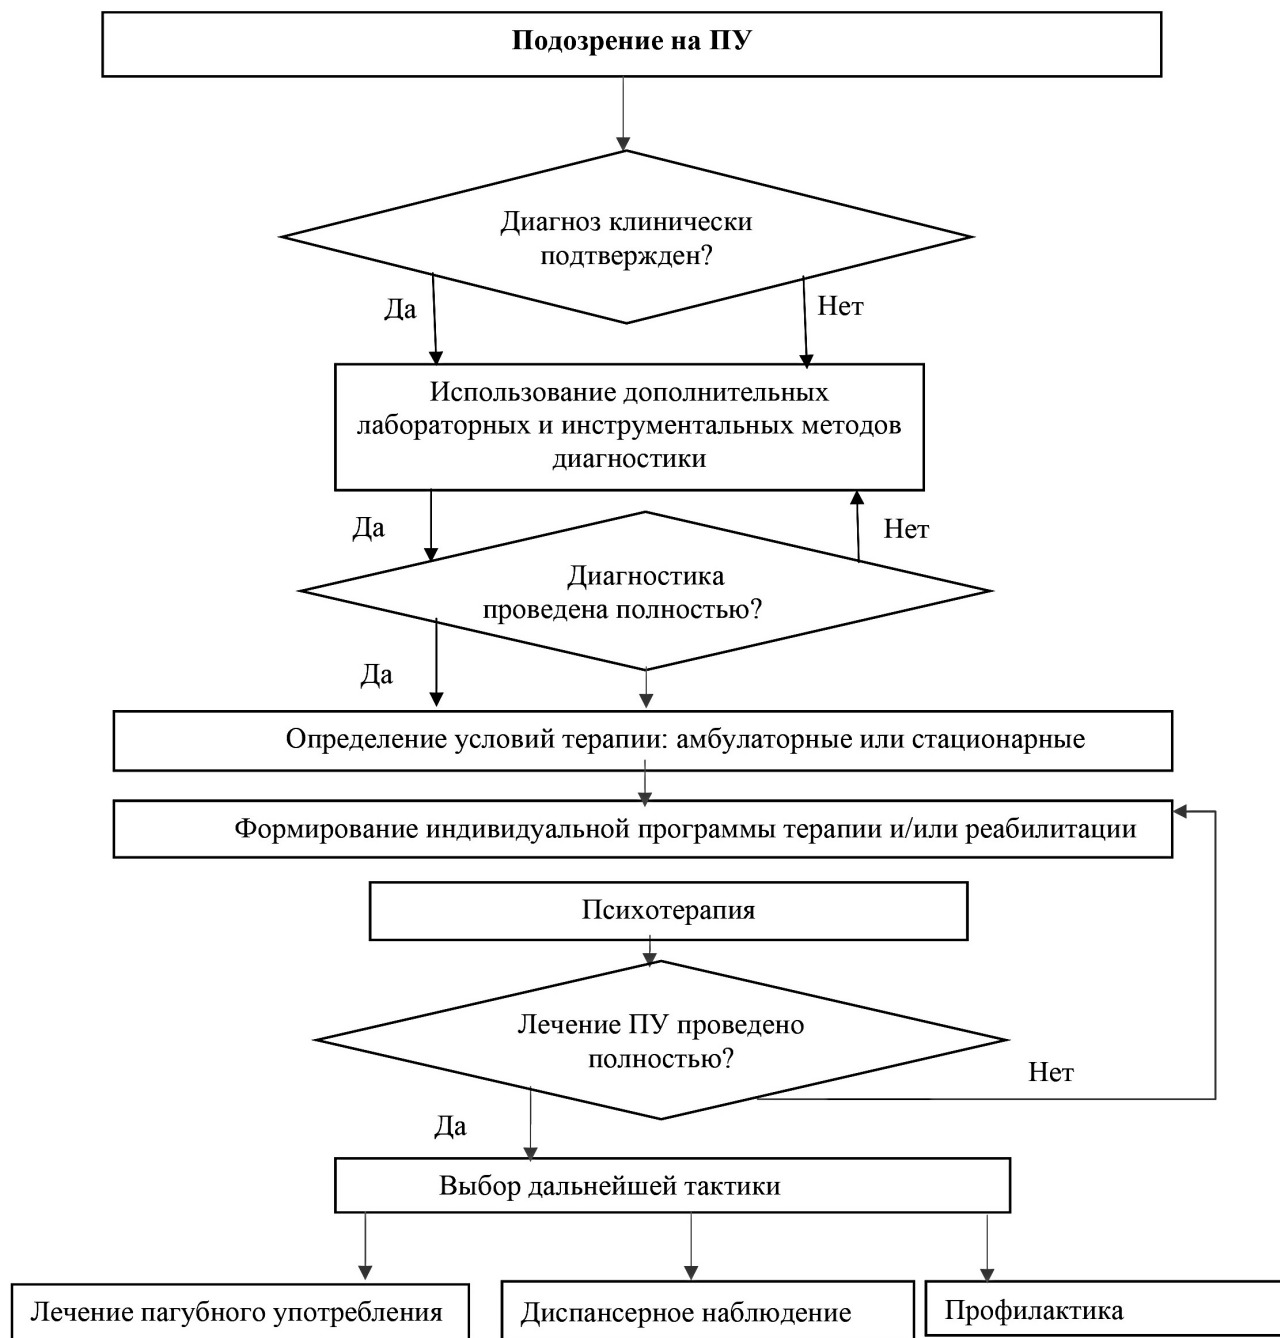 Подозрение на ПУ
Диагноз клинически
подтвержден?
Да
Нет
Использование дополнительных
лабораторных и инструментальных методов
диагностики
Да
Нет
Диагностика
проведена полностью?
Да
Определение условий терапии: амбулаторные или стационарные
Формирование индивидуальной программы терапии и/или реабилитации
Психотерапия
Лечение ПУ проведено
полностью?
Нет
Да
Выбор дальнейшей тактики
Лечение пагубного употребления
Диспансерное наблюдение
Профилактика